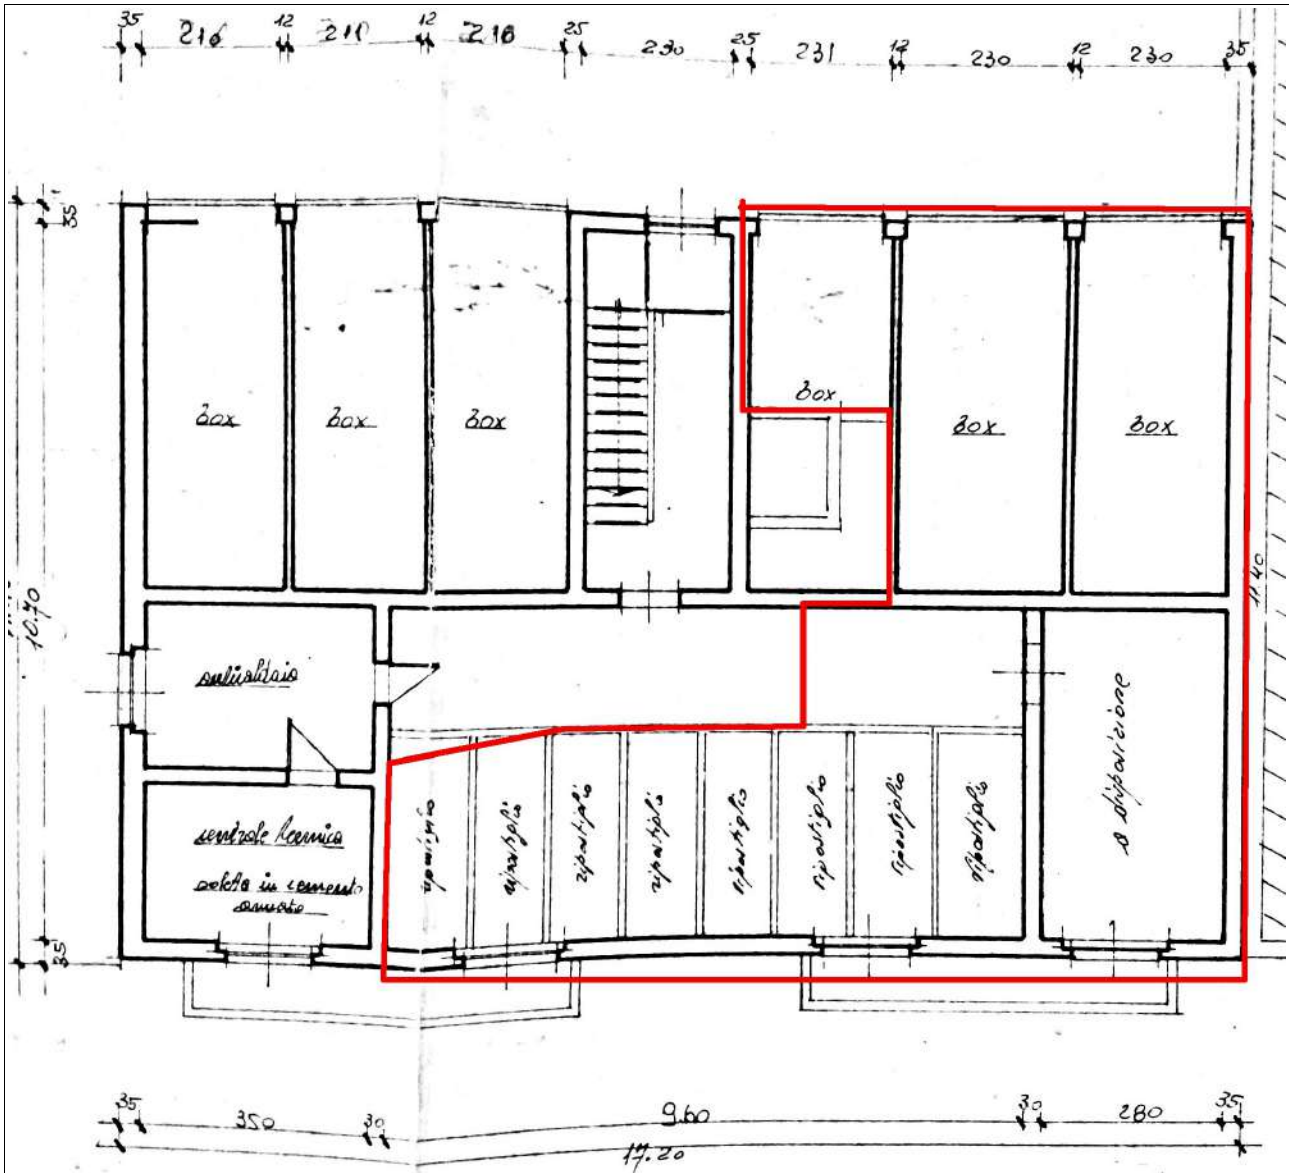 35 216 12 211 12 210 25 230 25 231 12 230 12 230 35
35
box
box box box box box
10.70
11.40
a disposizione
centrale termica
soletta in cemento
armato
ripostiglio ripostiglio ripostiglio ripostiglio ripostiglio ripostiglio ripostiglio ripostiglio
35
35 350 30 9.60 30 280 35
17.20